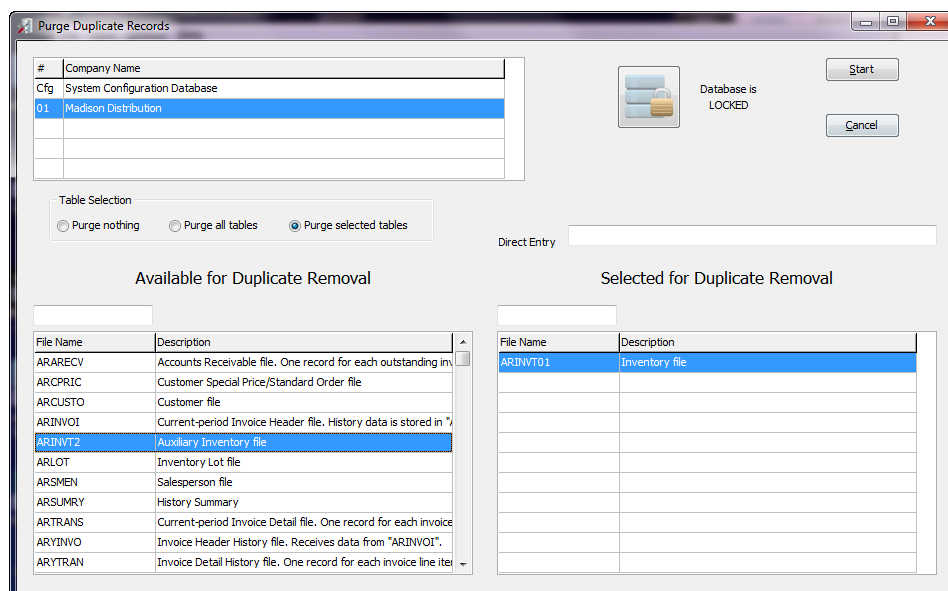 Purge Duplicate Records
# Company Name
Cfg System Configuration Database
01 Madison Distribution
Database is
LOCKED
Start
Cancel
Table Selection
Purge nothing Purge all tables Purge selected tables
Direct Entry
Available for Duplicate Removal
Selected for Duplicate Removal
File Name Description
ARARECV Accounts Receivable file. One record for each outstanding inv
ARCPRIC Customer Special Price/Standard Order file
ARCUSTO Customer file
ARINVOI Current-period Invoice Header file. History data is stored in "A
ARINVT2 Auxiliary Inventory file
ARLOT Inventory Lot file
ARSMEN Salesperson file
ARSUMRY History Summary
ARTRANS Current-period Invoice Detail file. One record for each invoice
ARYINVO Invoice Header History file. Receives data from "ARINVOI".
ARYTRAN Invoice Detail History file. One record for each invoice line iter
File Name Description
ARINVT01 Inventory file